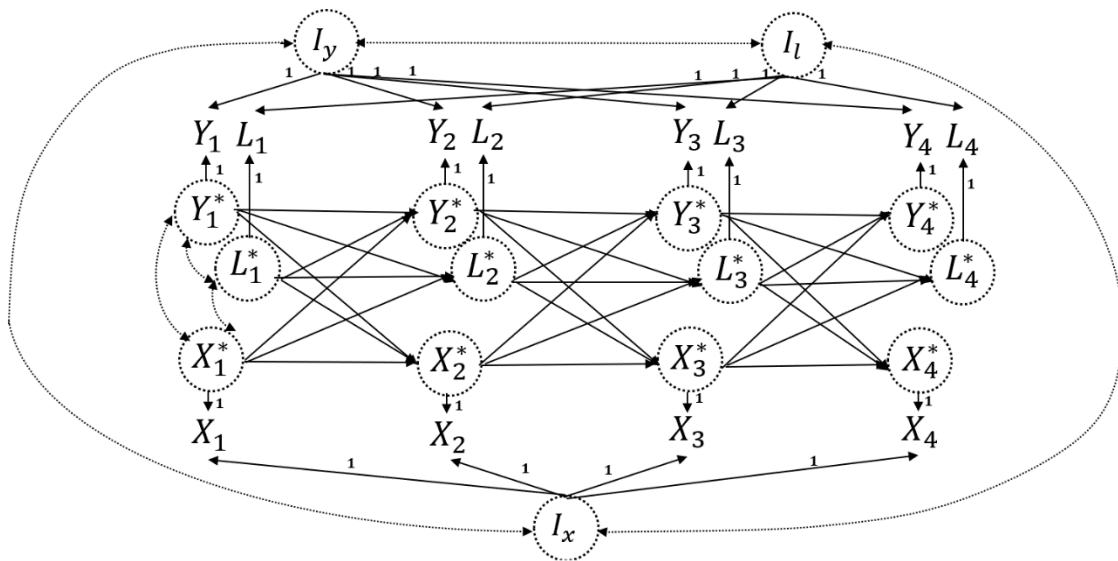 I_y I_l
1 1 1 1 1 1 1 1
Y_1 L_1 Y_2 L_2 Y_3 L_3 Y_4 L_4
1 1 1 1 1 1 1 1
Y_1^* Y_2^* Y_3^* Y_4^*
L_1^* L_2^* L_3^* L_4^*
X_1^* X_2^* X_3^* X_4^*
1 1 1 1
X_1 X_2 X_3 X_4
1 1 1 1
I_x